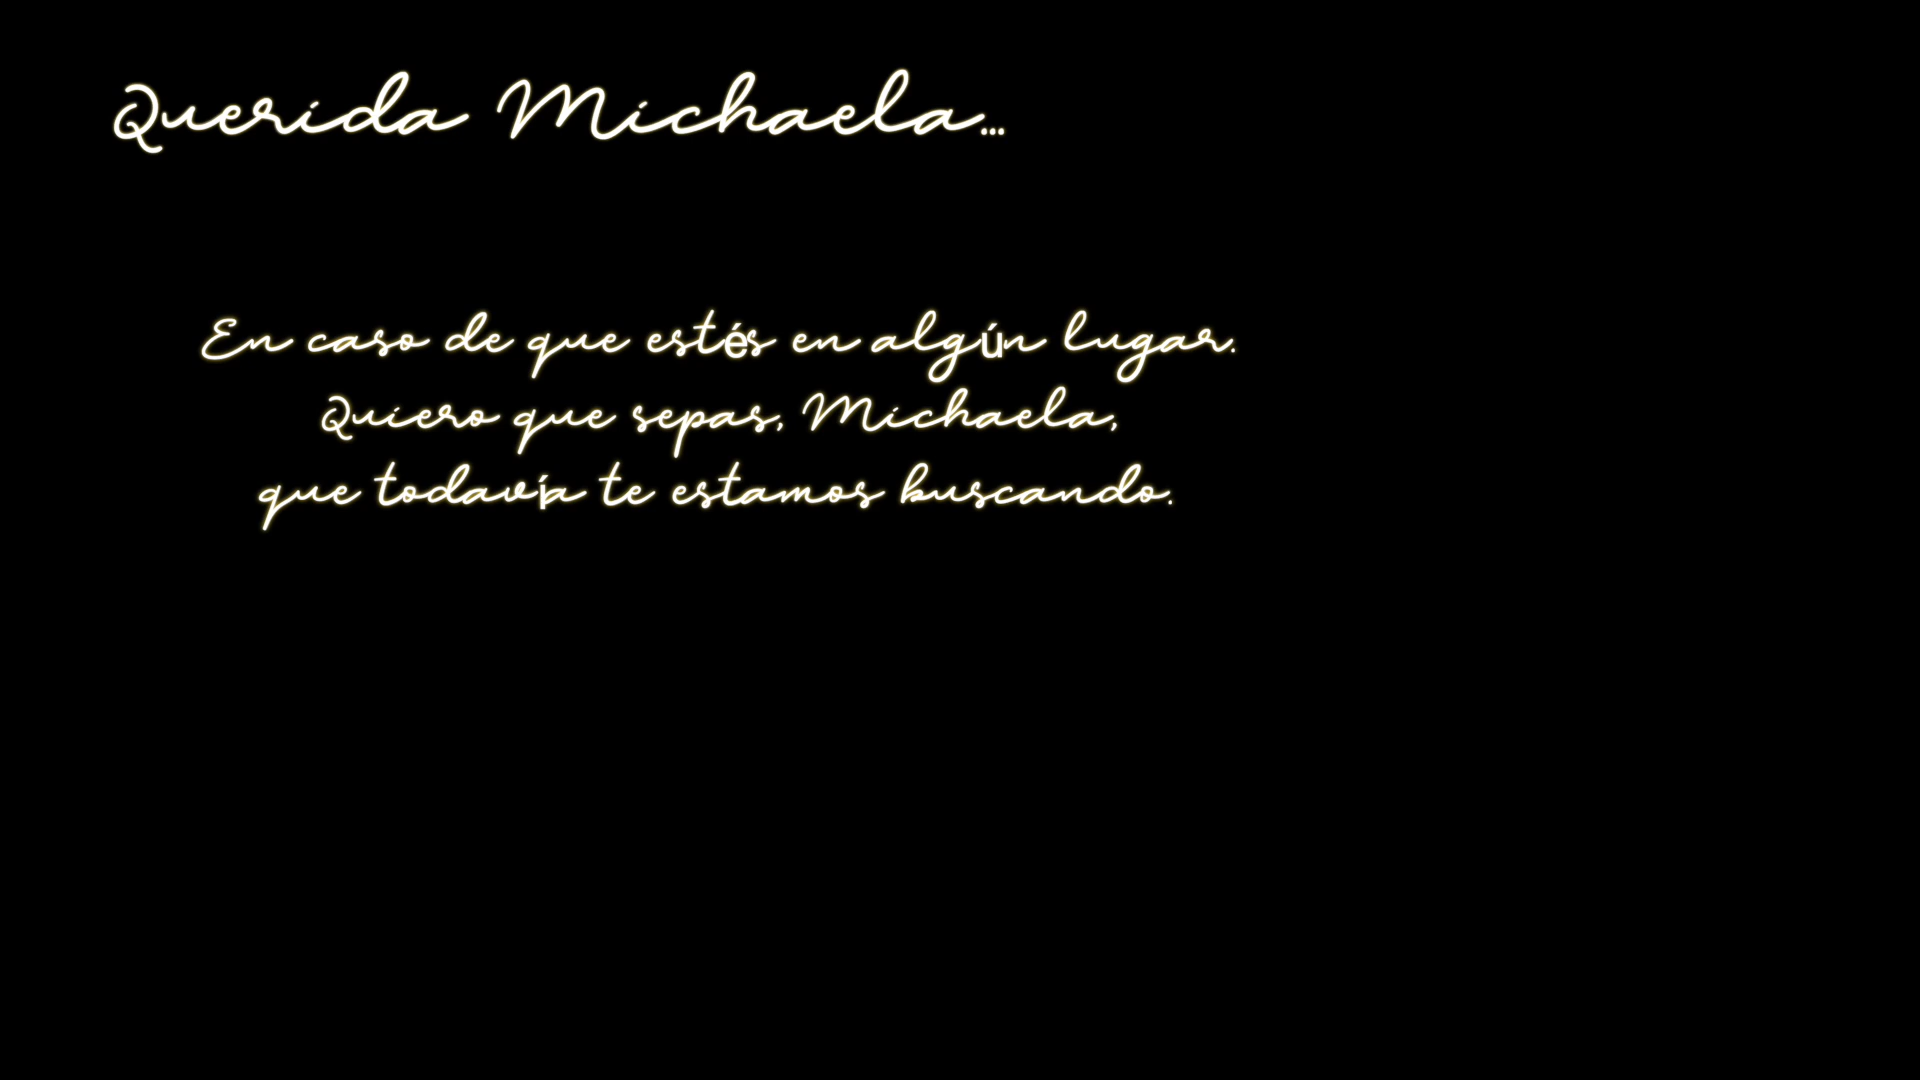 Querida Michaela...
En caso de que estés en algún lugar.
Quiero que sepas, Michaela,
que todavía te estamos buscando.